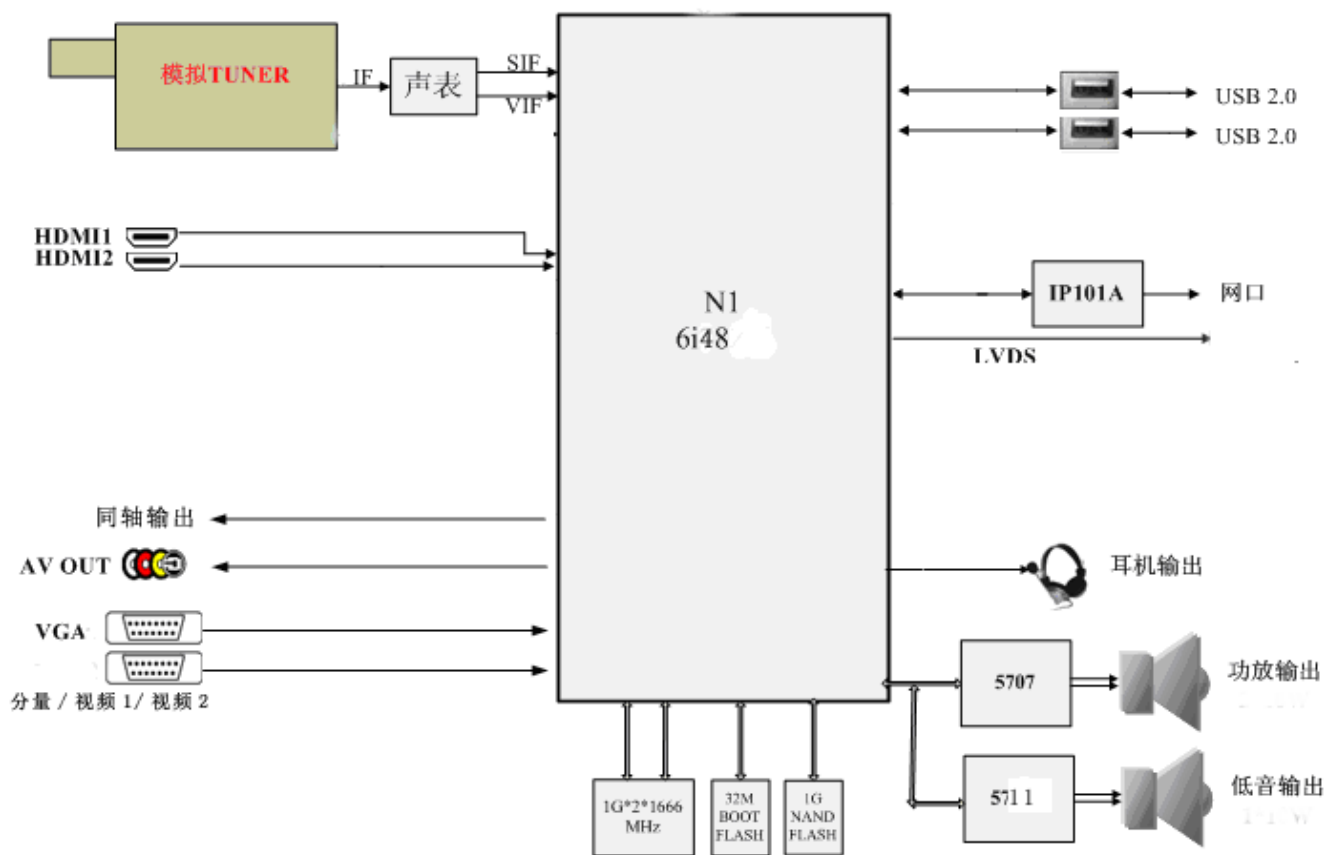 模拟TUNER
IF
声表
SIF
VIF
USB 2.0
USB 2.0
HDMI1
HDMI2
N1
6i48
IP101A
网口
LVDS
同轴输出
AV OUT
耳机输出
VGA
分量 / 视频 1/ 视频 2
5707
功放输出
5711
低音输出
1G*2*1666
MHz
32M
BOOT
FLASH
1G
NAND
FLASH